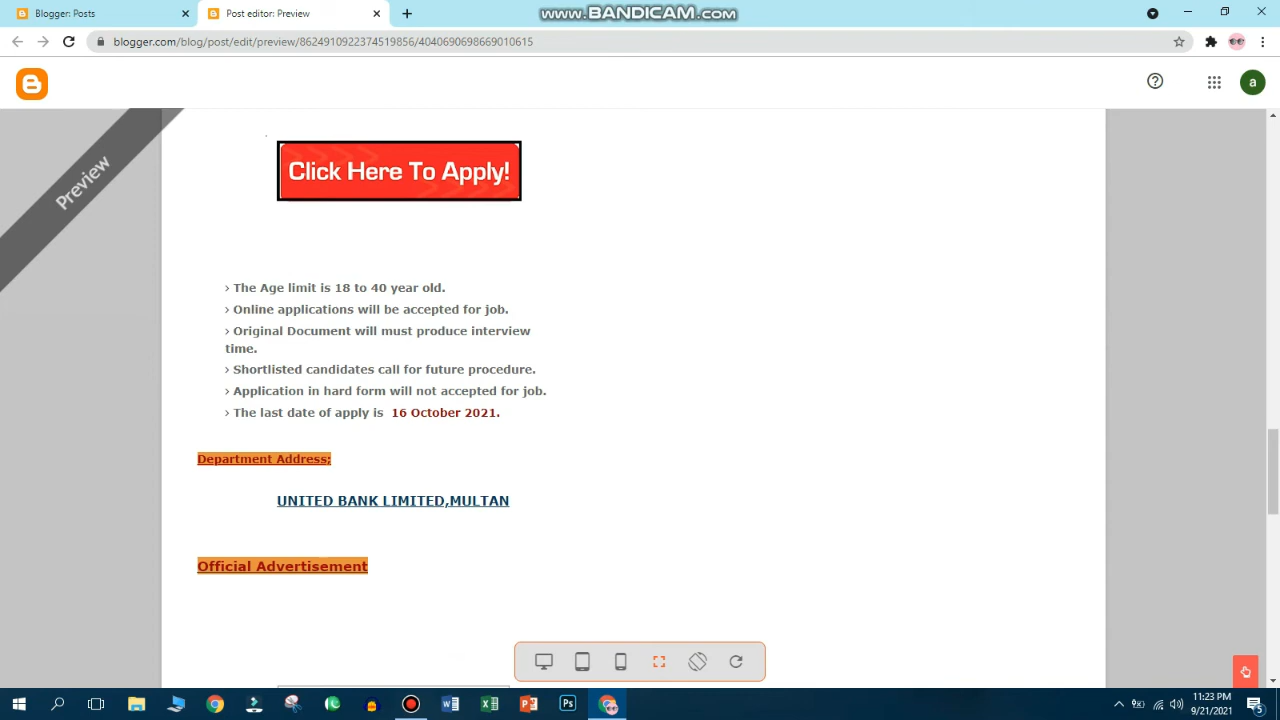 Blogger: Posts
Post editor: Preview
www.BANDICAM.com
blogger.com/blog/post/edit/preview/8624910922374519856/4040690698669010615
a
Preview
Click Here To Apply!
› The Age limit is 18 to 40 year old.
› Online applications will be accepted for job.
› Original Document will must produce interview
time.
› Shortlisted candidates call for future procedure.
› Application in hard form will not accepted for job.
› The last date of apply is 16 October 2021.
Department Address;
UNITED BANK LIMITED,MULTAN
Official Advertisement
11:23 PM
9/21/2021